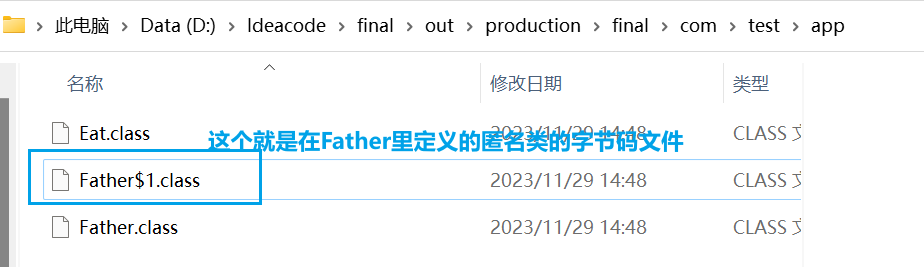 此电脑 > Data (D:) > Ideacode > final > out > production > final > com > test > app
名称 修改日期 类型
Eat.class 2023/11/29 14:48 CLASS 文
这个就是在Father里定义的匿名类的字节码文件
Father$1.class 2023/11/29 14:48 CLASS 文
Father.class 2023/11/29 14:48 CLASS 文